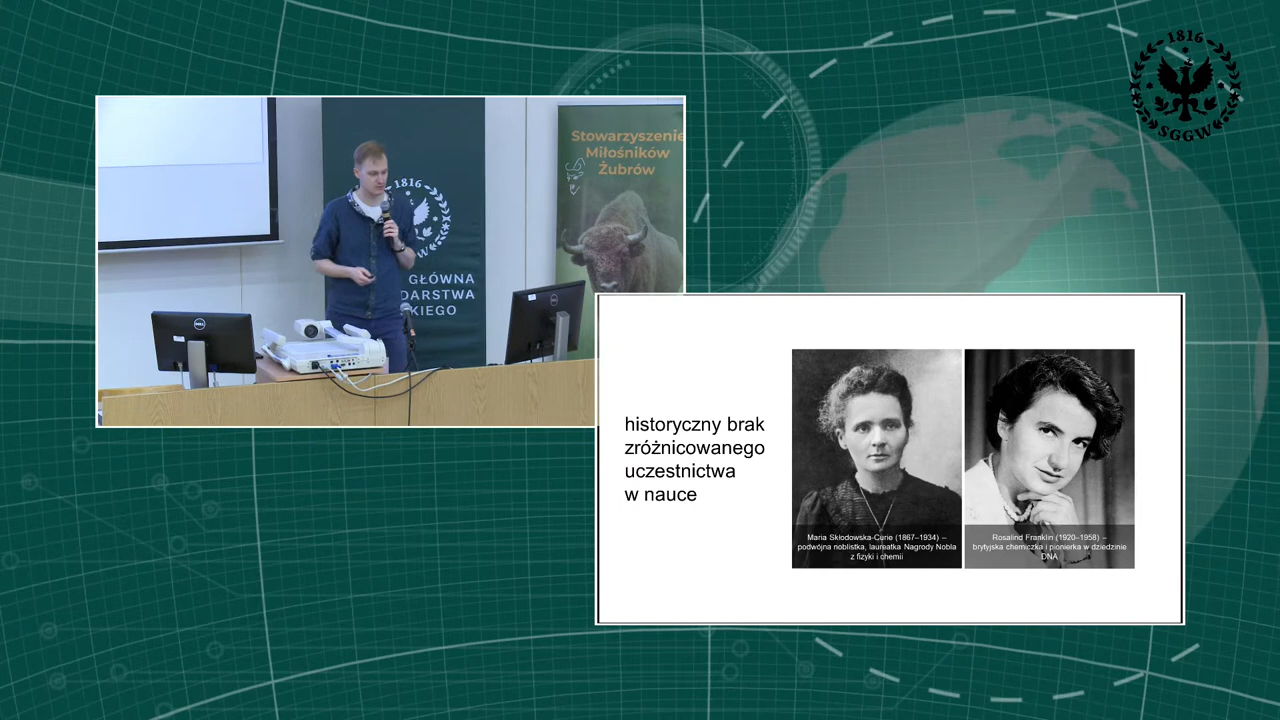 1816
SGGW
Stowarzyszenie
Miłośników
Żubrów
1816
GŁÓWNA
DARSTWA
KIEGO
DELL
historyczny brak
zróżnicowanego
uczestnictwa
w nauce
Maria Skłodowska-Curie (1867–1934) –
podwójna noblistka, laureatka Nagrody Nobla
z fizyki i chemii
Rosalind Franklin (1920–1958) –
brytyjska chemiczka i pionierka w dziedzinie
DNA